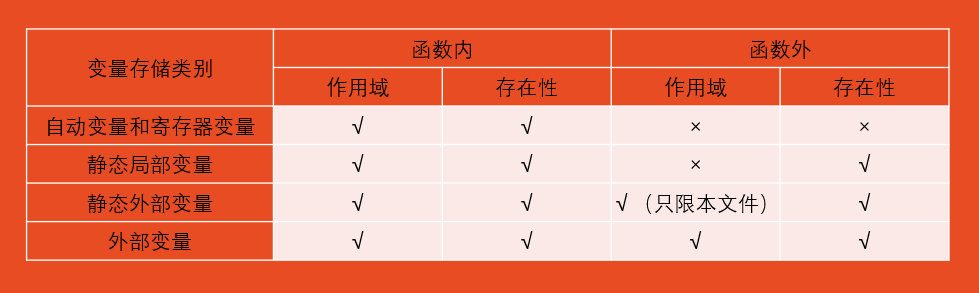 变量存储类别 函数内 函数外
作用域 存在性 作用域 存在性
自动变量和寄存器变量 √ √ × ×
静态局部变量 √ √ × √
静态外部变量 √ √ √（只限本文件） √
外部变量 √ √ √ √